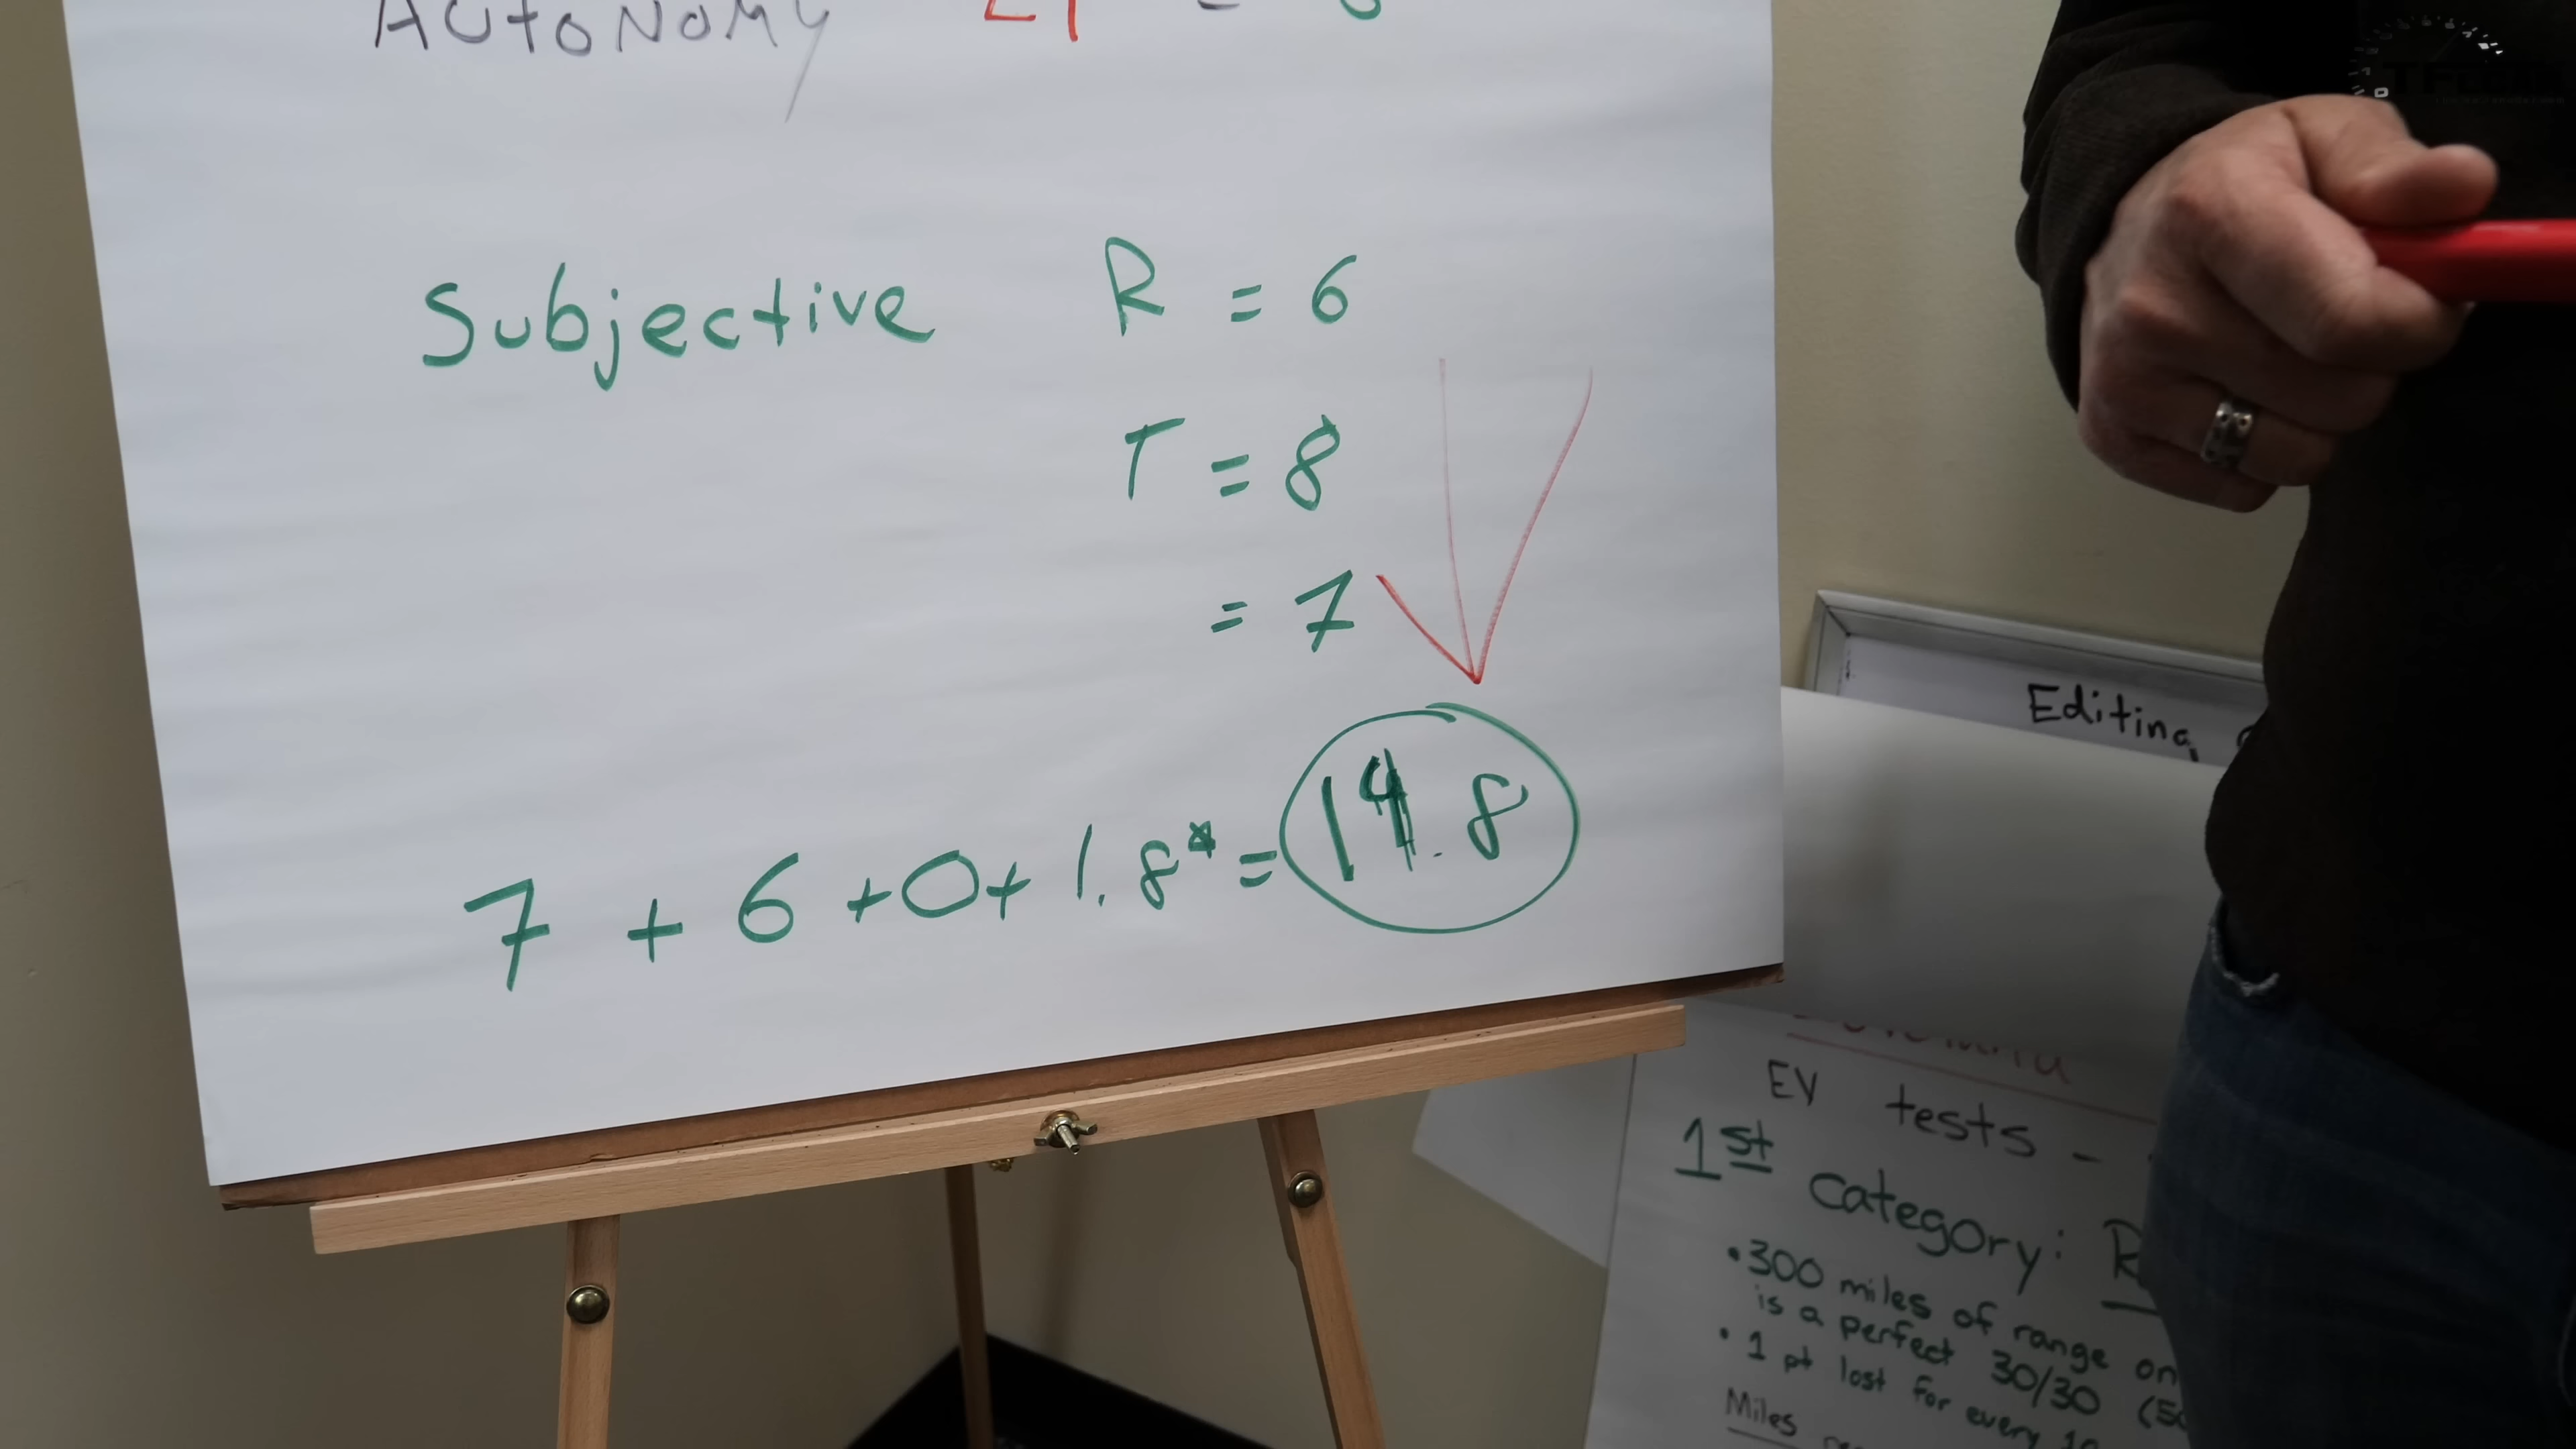 AUTONOMY
Subjective R = 6
T = 8
= 7
7 + 6 + 0 + 1.8* = 14.8
Editing
EV tests -
1st category:
• 300 miles of range on
is a perfect 30/30
• 1 pt lost for every
Miles